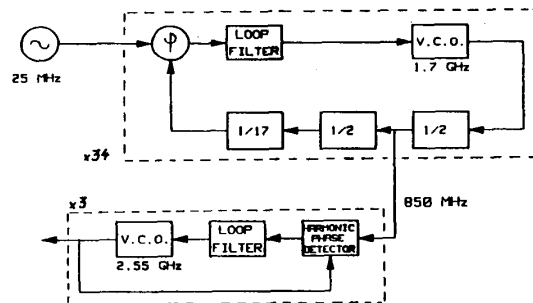 φ
LOOP
FILTER
V.C.O.
1.7 GHz
25 MHz
1/17
1/2
1/2
x34
850 MHz
x3
V.C.O.
LOOP
FILTER
HARMONIC
PHASE
DETECTOR
2.55 GHz